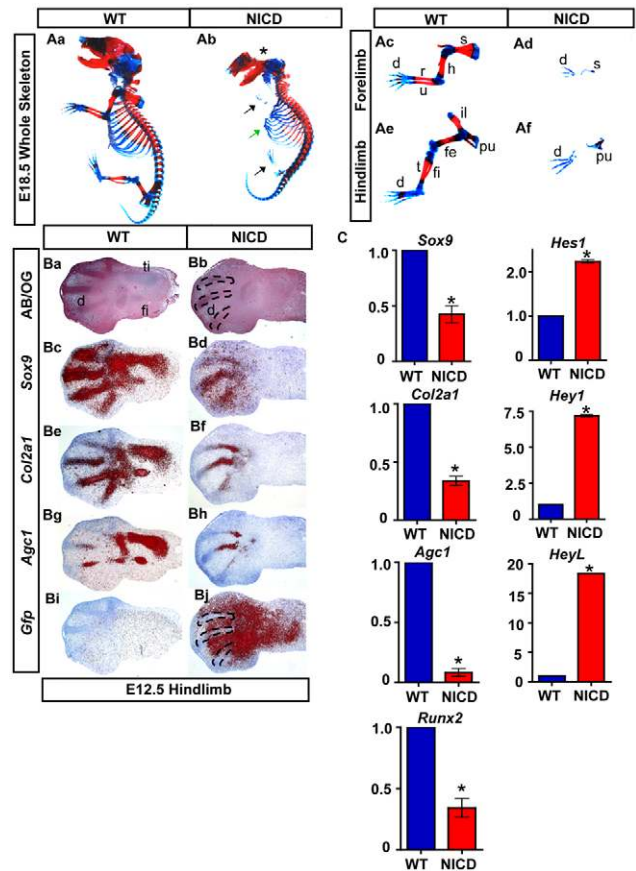 WT
NICD
WT
NICD
E18.5 Whole Skeleton
Aa
Ab
*
Forelimb
Ac
d
r
u
h
s
Ad
d
s
Hindlimb
Ae
d
t
fi
fe
il
pu
Af
d
pu
WT
NICD
AB/OG
Ba
d
ti
fi
Bb
d
Sox9
Bc
Bd
Col2a1
Be
Bf
Agc1
Bg
Bh
Gfp
Bi
Bj
E12.5 Hindlimb
C
Sox9
1.0
0.5
0
*
WT
NICD
Hes1
2.0
1.0
0
*
WT
NICD
Col2a1
1.0
0.5
0
*
WT
NICD
Hey1
7.5
5.0
2.5
0
*
WT
NICD
Agc1
1.0
0.5
0
*
WT
NICD
HeyL
20
15
10
5
0
*
WT
NICD
Runx2
1.0
0.5
0.0
*
WT
NICD